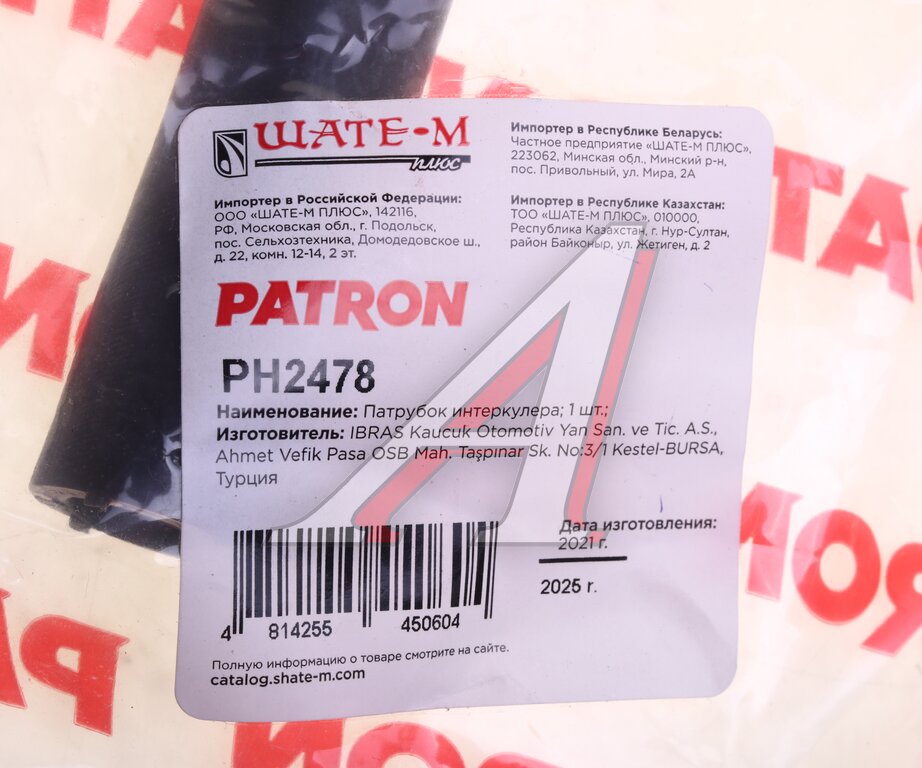 ШАТЕ-М
ПЛЮС
Импортер в Российской Федерации:
ООО «ШАТЕ-М ПЛЮС», 142116,
РФ, Московская обл., г. Подольск,
пос. Сельхозтехника, Домодедовское ш.,
д. 22, комн. 12-14, 2 эт.
Импортер в Республике Беларусь:
Частное предприятие «ШАТЕ-М ПЛЮС»,
223062, Минская обл., Минский р-н,
пос. Привольный, ул. Мира, 2А
Импортер в Республике Казахстан:
ТОО «ШАТЕ-М ПЛЮС», 010000,
Республика Казахстан, г. Нур-Султан,
район Байконыр, ул. Жетиген, д. 2
PATRON
PH2478
Наименование: Патрубок интеркулера; 1 шт.;
Изготовитель: IBRAS Kaucuk Otomotiv Yan San. ve Tic. A.S.,
Ahmet Vefik Pasa OSB Mah. Taşpınar Sk. No:3/1 Kestel-BURSA,
Турция
Дата изготовления:
2021 г.
2025 г.
4 814255 450604
Полную информацию о товаре смотрите на сайте.
catalog.shate-m.com